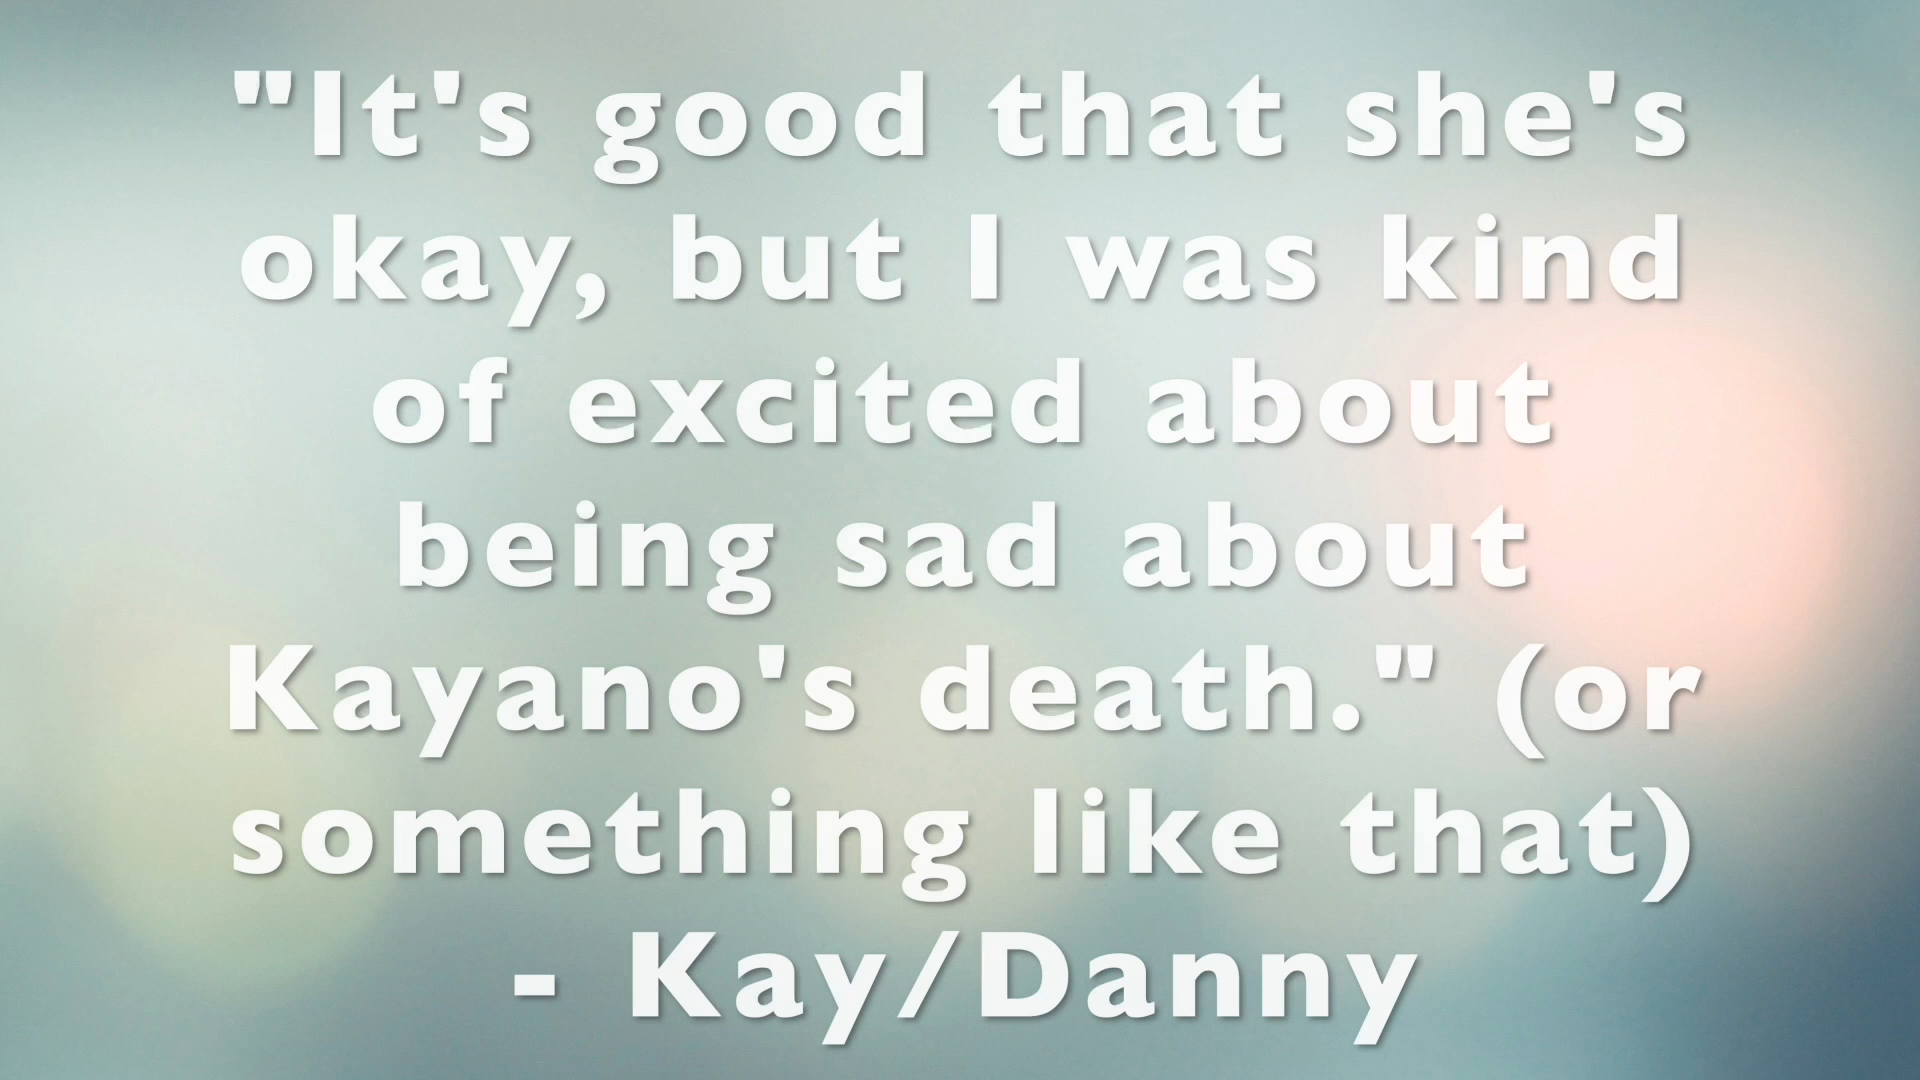 "It's good that she's
okay, but I was kind
of excited about
being sad about
Kayano's death." (or
something like that)
- Kay/Danny